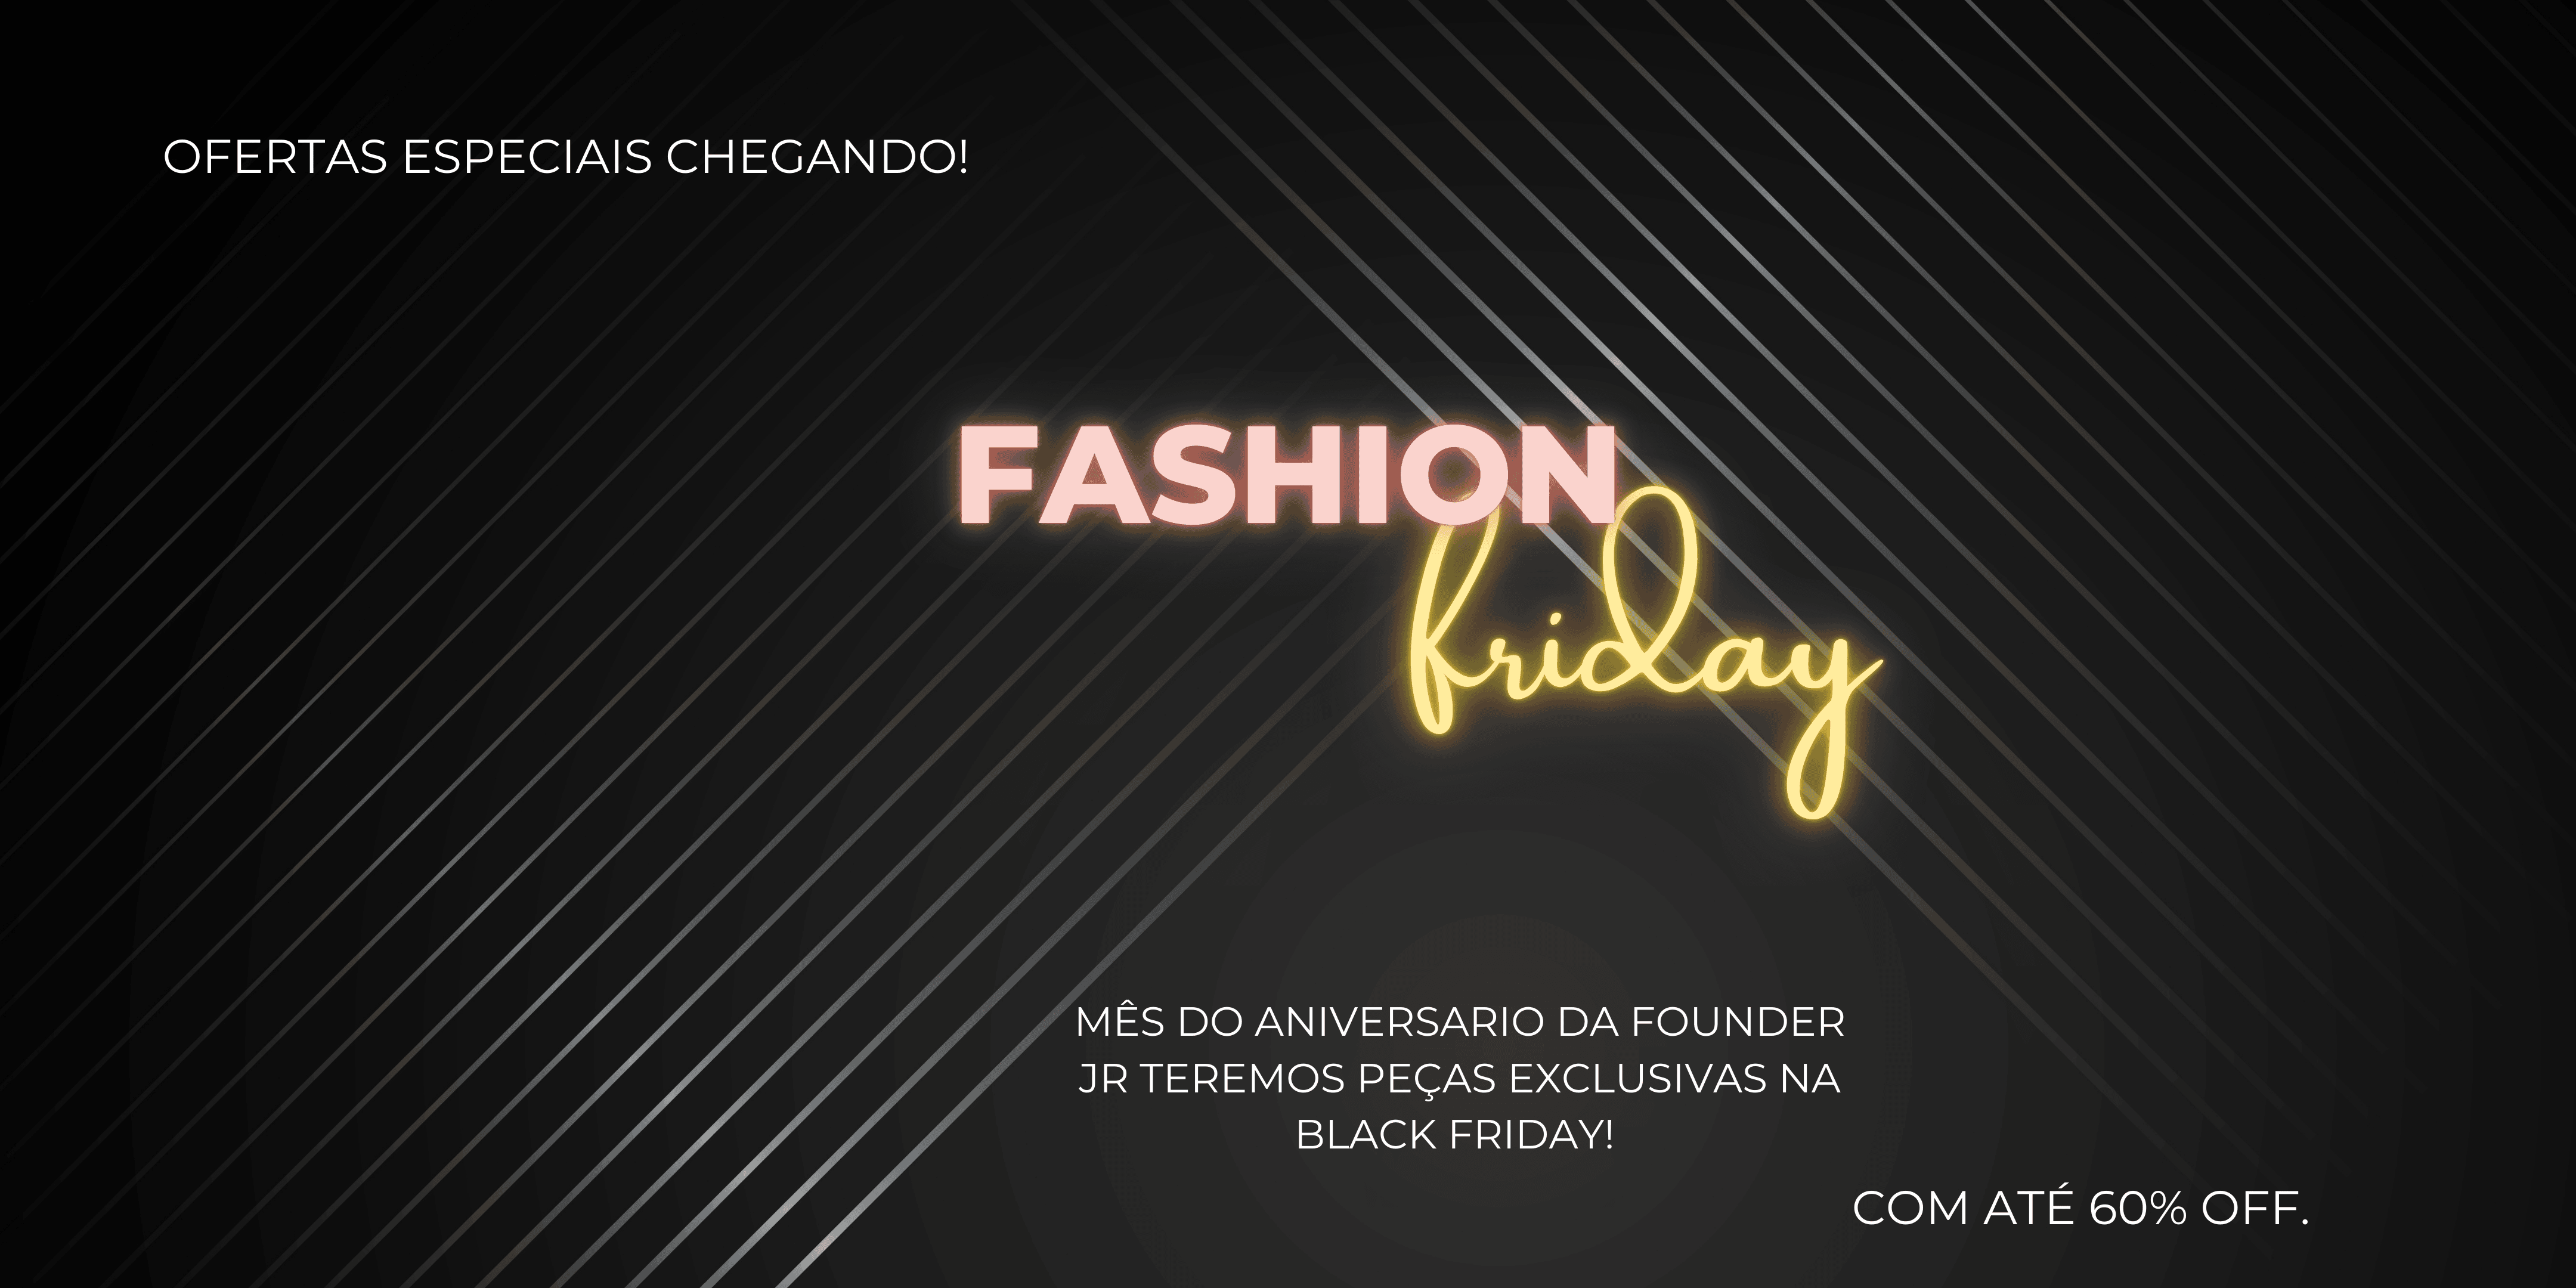 OFERTAS ESPECIAIS CHEGANDO!
FASHION
friday
MÊS DO ANIVERSARIO DA FOUNDER
JR TEREMOS PEÇAS EXCLUSIVAS NA
BLACK FRIDAY!
COM ATÉ 60% OFF.